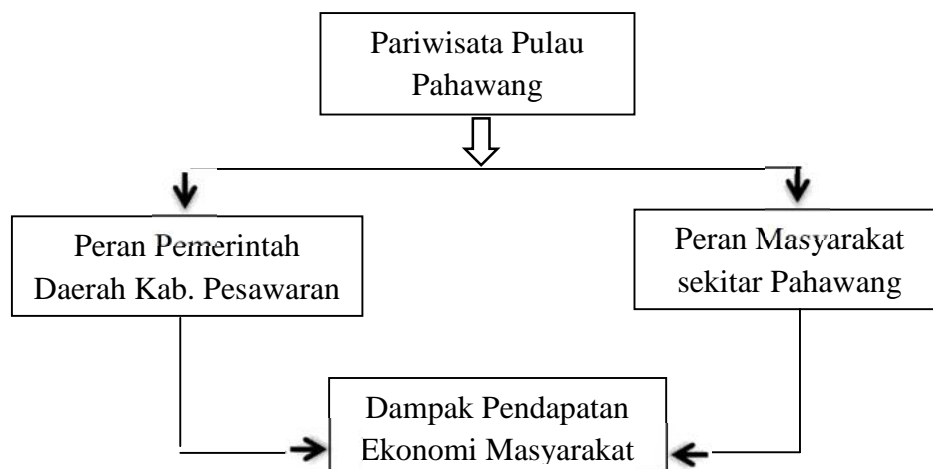 Pariwisata Pulau
Pahawang
Peran Pemerintah
Daerah Kab. Pesawaran
Peran Masyarakat
sekitar Pahawang
Dampak Pendapatan
Ekonomi Masyarakat